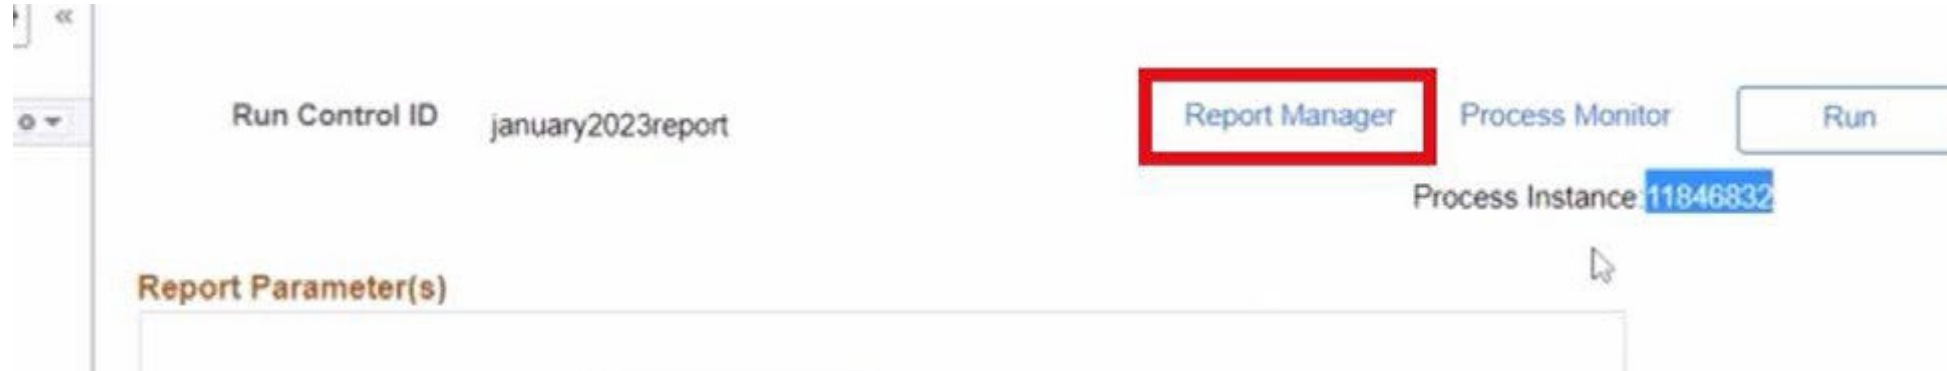 «
Run Control ID january2023report Report Manager Process Monitor Run
Process Instance:11846832
Report Parameter(s)